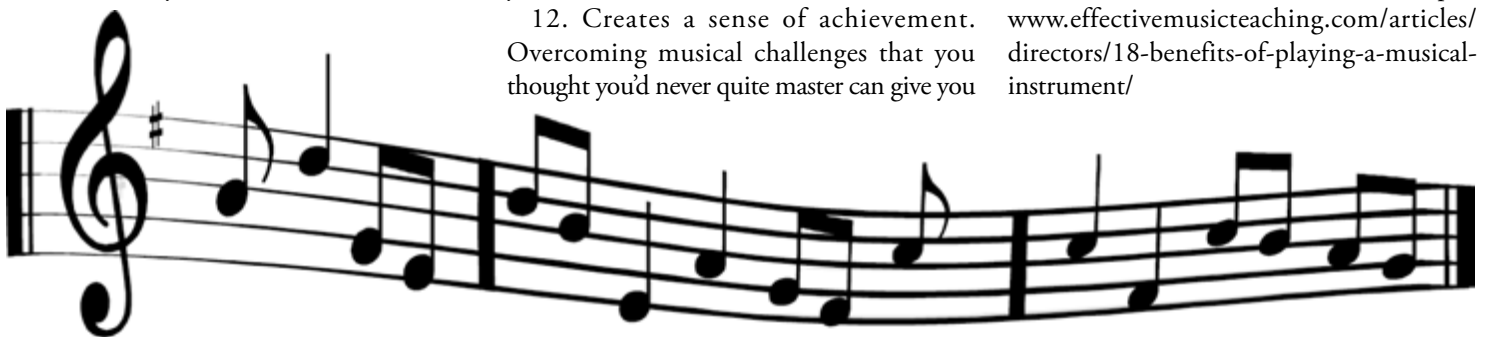 12. Creates a sense of achievement.
Overcoming musical challenges that you
thought you'd never quite master can give you
www.effectivemusicteaching.com/articles/
directors/18-benefits-of-playing-a-musical-
instrument/